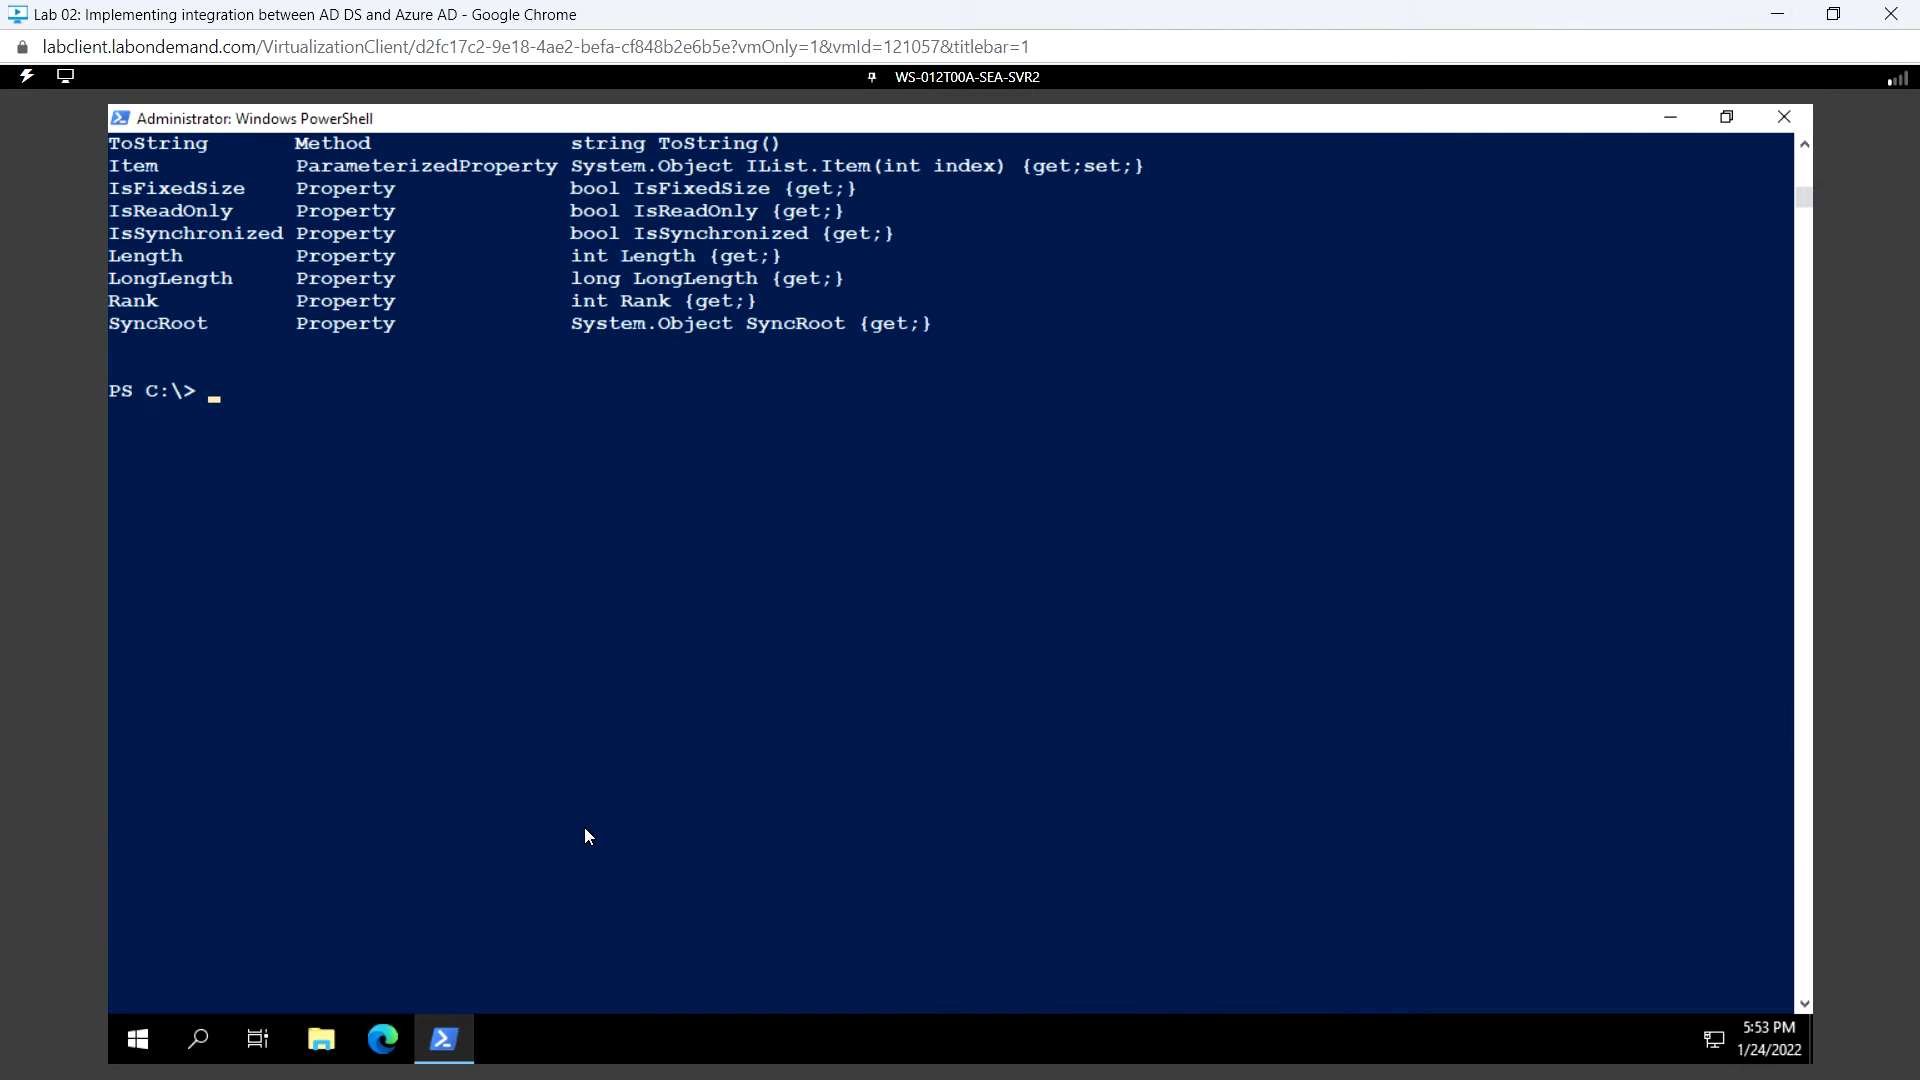 Lab 02: Implementing integration between AD DS and Azure AD - Google Chrome
labclient.labondemand.com/VirtualizationClient/d2fc17c2-9e18-4ae2-befa-cf848b2e6b5e?vmOnly=1&vmId=121057&titlebar=1
WS-012T00A-SEA-SVR2
Administrator: Windows PowerShell
ToString Method string ToString()
Item ParameterizedProperty System.Object IList.Item(int index) {get;set;}
IsFixedSize Property bool IsFixedSize {get;}
IsReadOnly Property bool IsReadOnly {get;}
IsSynchronized Property bool IsSynchronized {get;}
Length Property int Length {get;}
LongLength Property long LongLength {get;}
Rank Property int Rank {get;}
SyncRoot Property System.Object SyncRoot {get;}
PS C:\> _
5:53 PM
1/24/2022